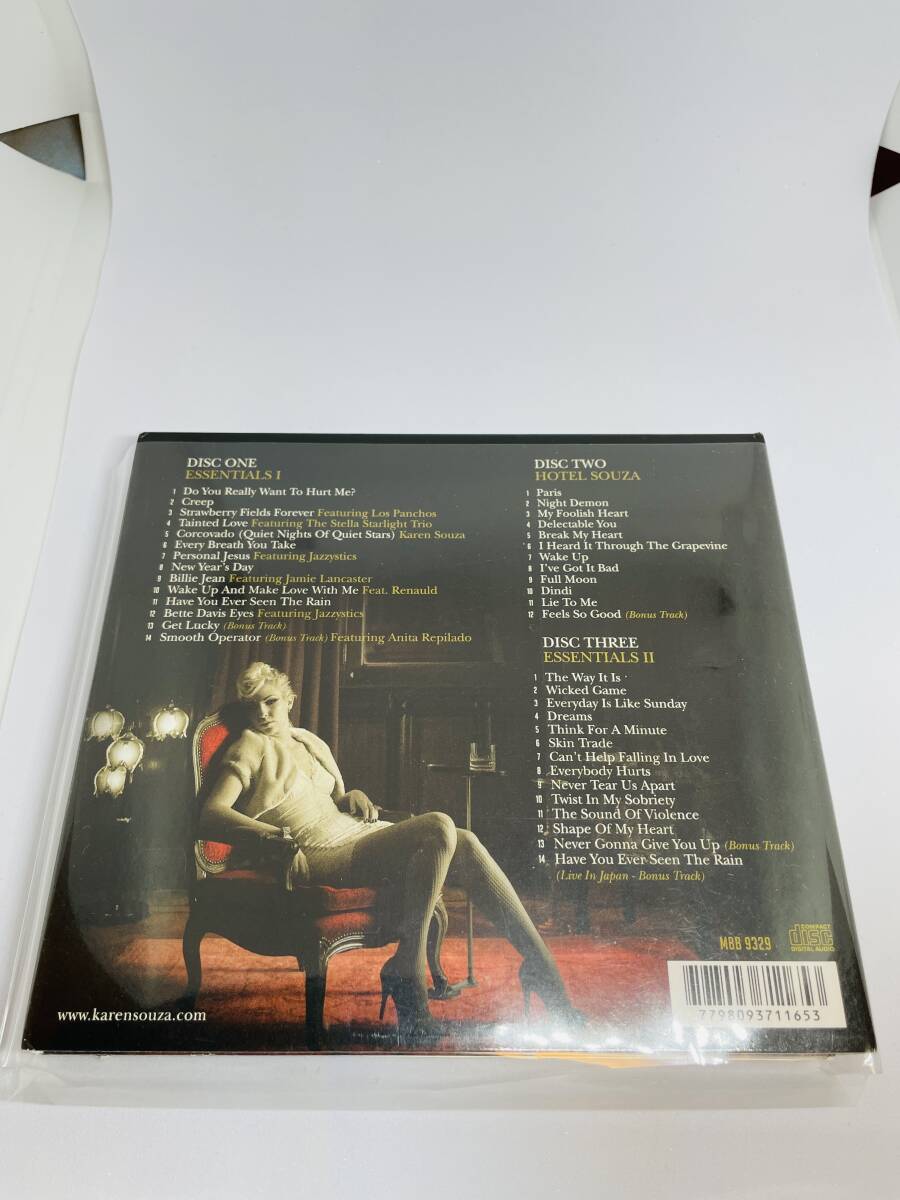 DISC ONE
ESSENTIALS I
1 Do You Really Want To Hurt Me?
2 Creep
3 Strawberry Fields Forever Featuring Los Panchos
4 Tainted Love Featuring The Stella Starlight Trio
5 Corcovado (Quiet Nights Of Quiet Stars) Karen Souza
6 Every Breath You Take
7 Personal Jesus Featuring Jazzystics
8 New Year's Day
9 Billie Jean Featuring Jamie Lancaster
10 Wake Up And Make Love With Me Feat. Renauld
11 Have You Ever Seen The Rain
12 Bette Davis Eyes Featuring Jazzystics
13 Get Lucky (Bonus Track)
14 Smooth Operator (Bonus Track) Featuring Anita Repilado
DISC TWO
HOTEL SOUZA
1 Paris
2 Night Demon
3 My Foolish Heart
4 Delectable You
5 Break My Heart
6 I Heard It Through The Grapevine
7 Wake Up
8 I've Got It Bad
9 Full Moon
10 Dindi
11 Lie To Me
12 Feels So Good (Bonus Track)
DISC THREE
ESSENTIALS II
1 The Way It Is
2 Wicked Game
3 Everyday Is Like Sunday
4 Dreams
5 Think For A Minute
6 Skin Trade
7 Can't Help Falling In Love
8 Everybody Hurts
9 Never Tear Us Apart
10 Twist In My Sobriety
11 The Sound Of Violence
12 Shape Of My Heart
13 Never Gonna Give You Up (Bonus Track)
14 Have You Ever Seen The Rain
(Live In Japan - Bonus Track)
MBB 9329
COMPACT
disc
DIGITAL AUDIO
7798093711653
www.karensouza.com